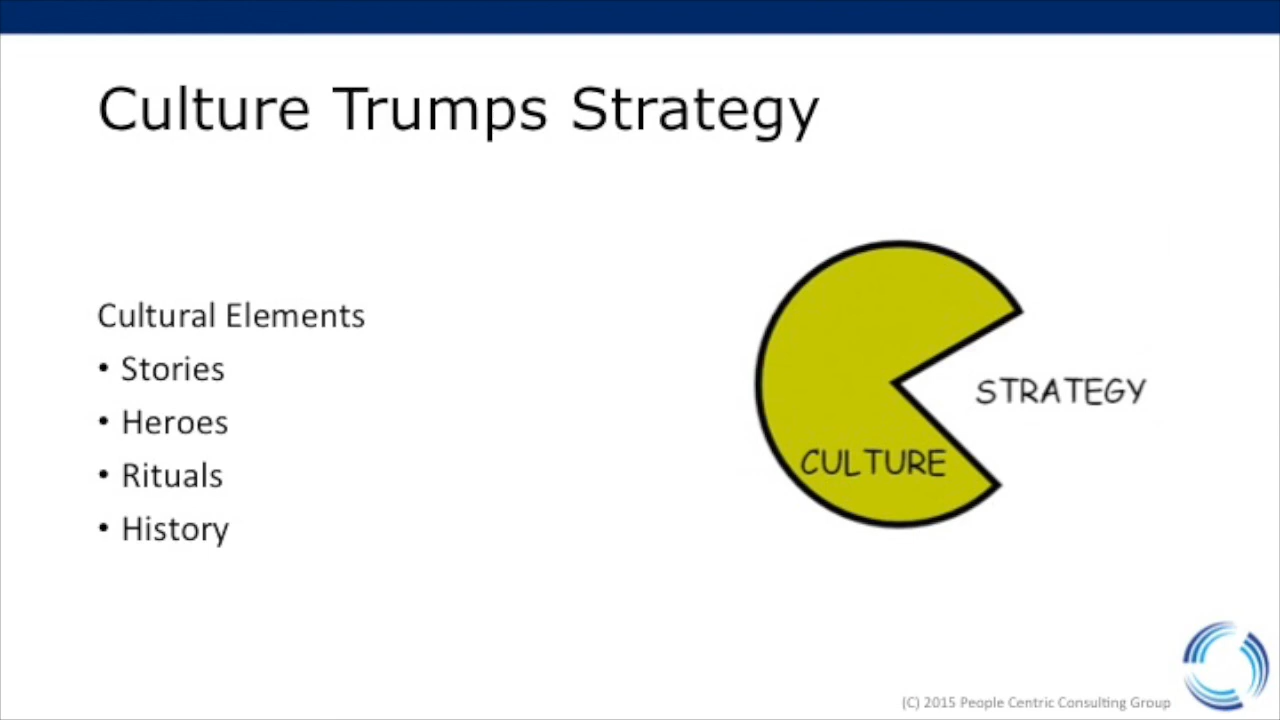 Culture Trumps Strategy
Cultural Elements
• Stories
• Heroes
• Rituals
• History
STRATEGY
CULTURE
(C) 2015 People Centric Consulting Group